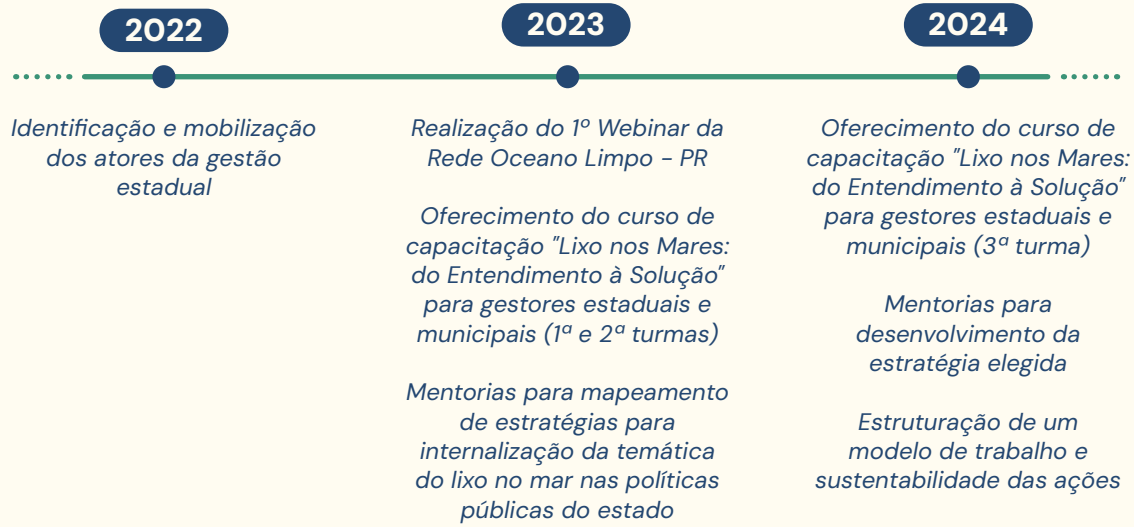 2022
Identificação e mobilização
dos atores da gestão
estadual
2023
Realização do 1º Webinar da
Rede Oceano Limpo - PR
Oferecimento do curso de
capacitação "Lixo nos Mares:
do Entendimento à Solução"
para gestores estaduais e
municipais (1ª e 2ª turmas)
Mentorias para mapeamento
de estratégias para
internalização da temática
do lixo no mar nas políticas
públicas do estado
2024
Oferecimento do curso de
capacitação "Lixo nos Mares:
do Entendimento à Solução"
para gestores estaduais e
municipais (3ª turma)
Mentorias para
desenvolvimento da
estratégia elegida
Estruturação de um
modelo de trabalho e
sustentabilidade das ações